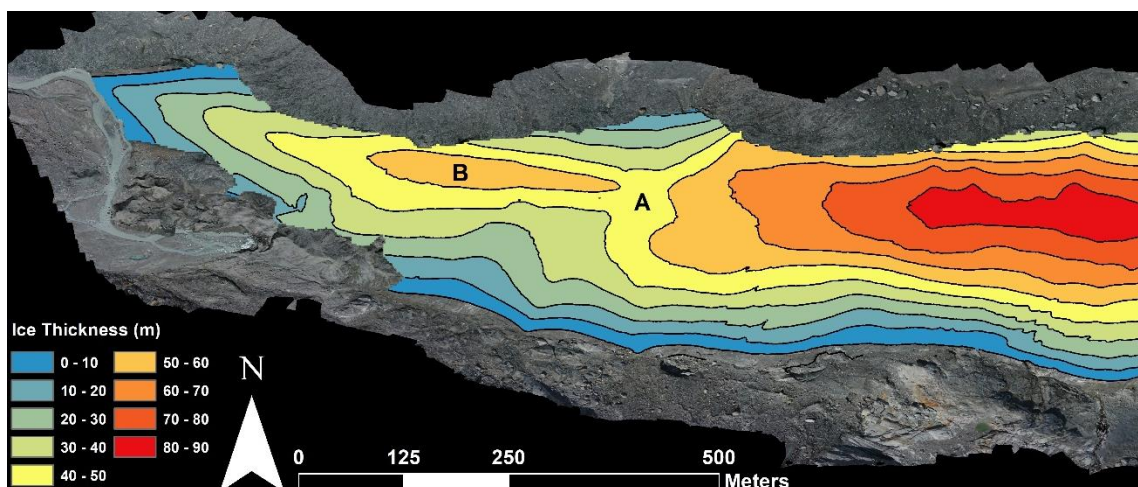 B
A
Ice Thickness (m)
0 - 10
10 - 20
20 - 30
30 - 40
40 - 50
50 - 60
60 - 70
70 - 80
80 - 90
N
0 125 250 500
Meters